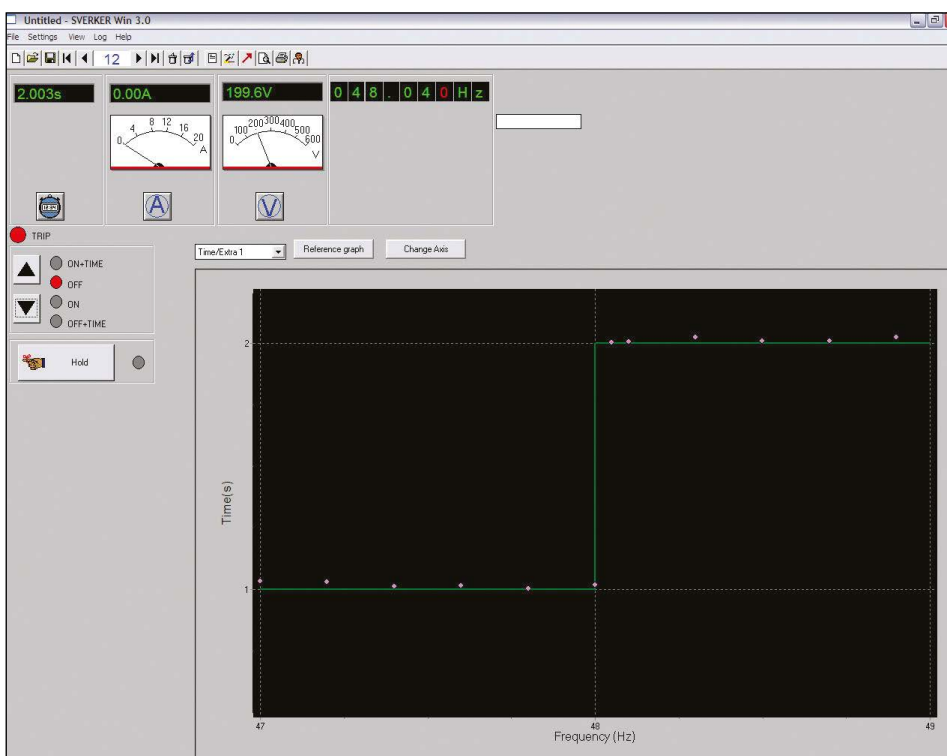 Untitled - SVERKER Win 3.0
File Settings View Log Help
12
2.003s 0.00A 199.6V 048.040Hz
0 4 8 12 16 20 A
0 100 200 300 400 500 600 V
A V
TRIP
ON+TIME
OFF
ON
OFF+TIME
Hold
Time/Extra 1 Reference graph Change Axis
2
1
Time(s)
47 48 49
Frequency (Hz)